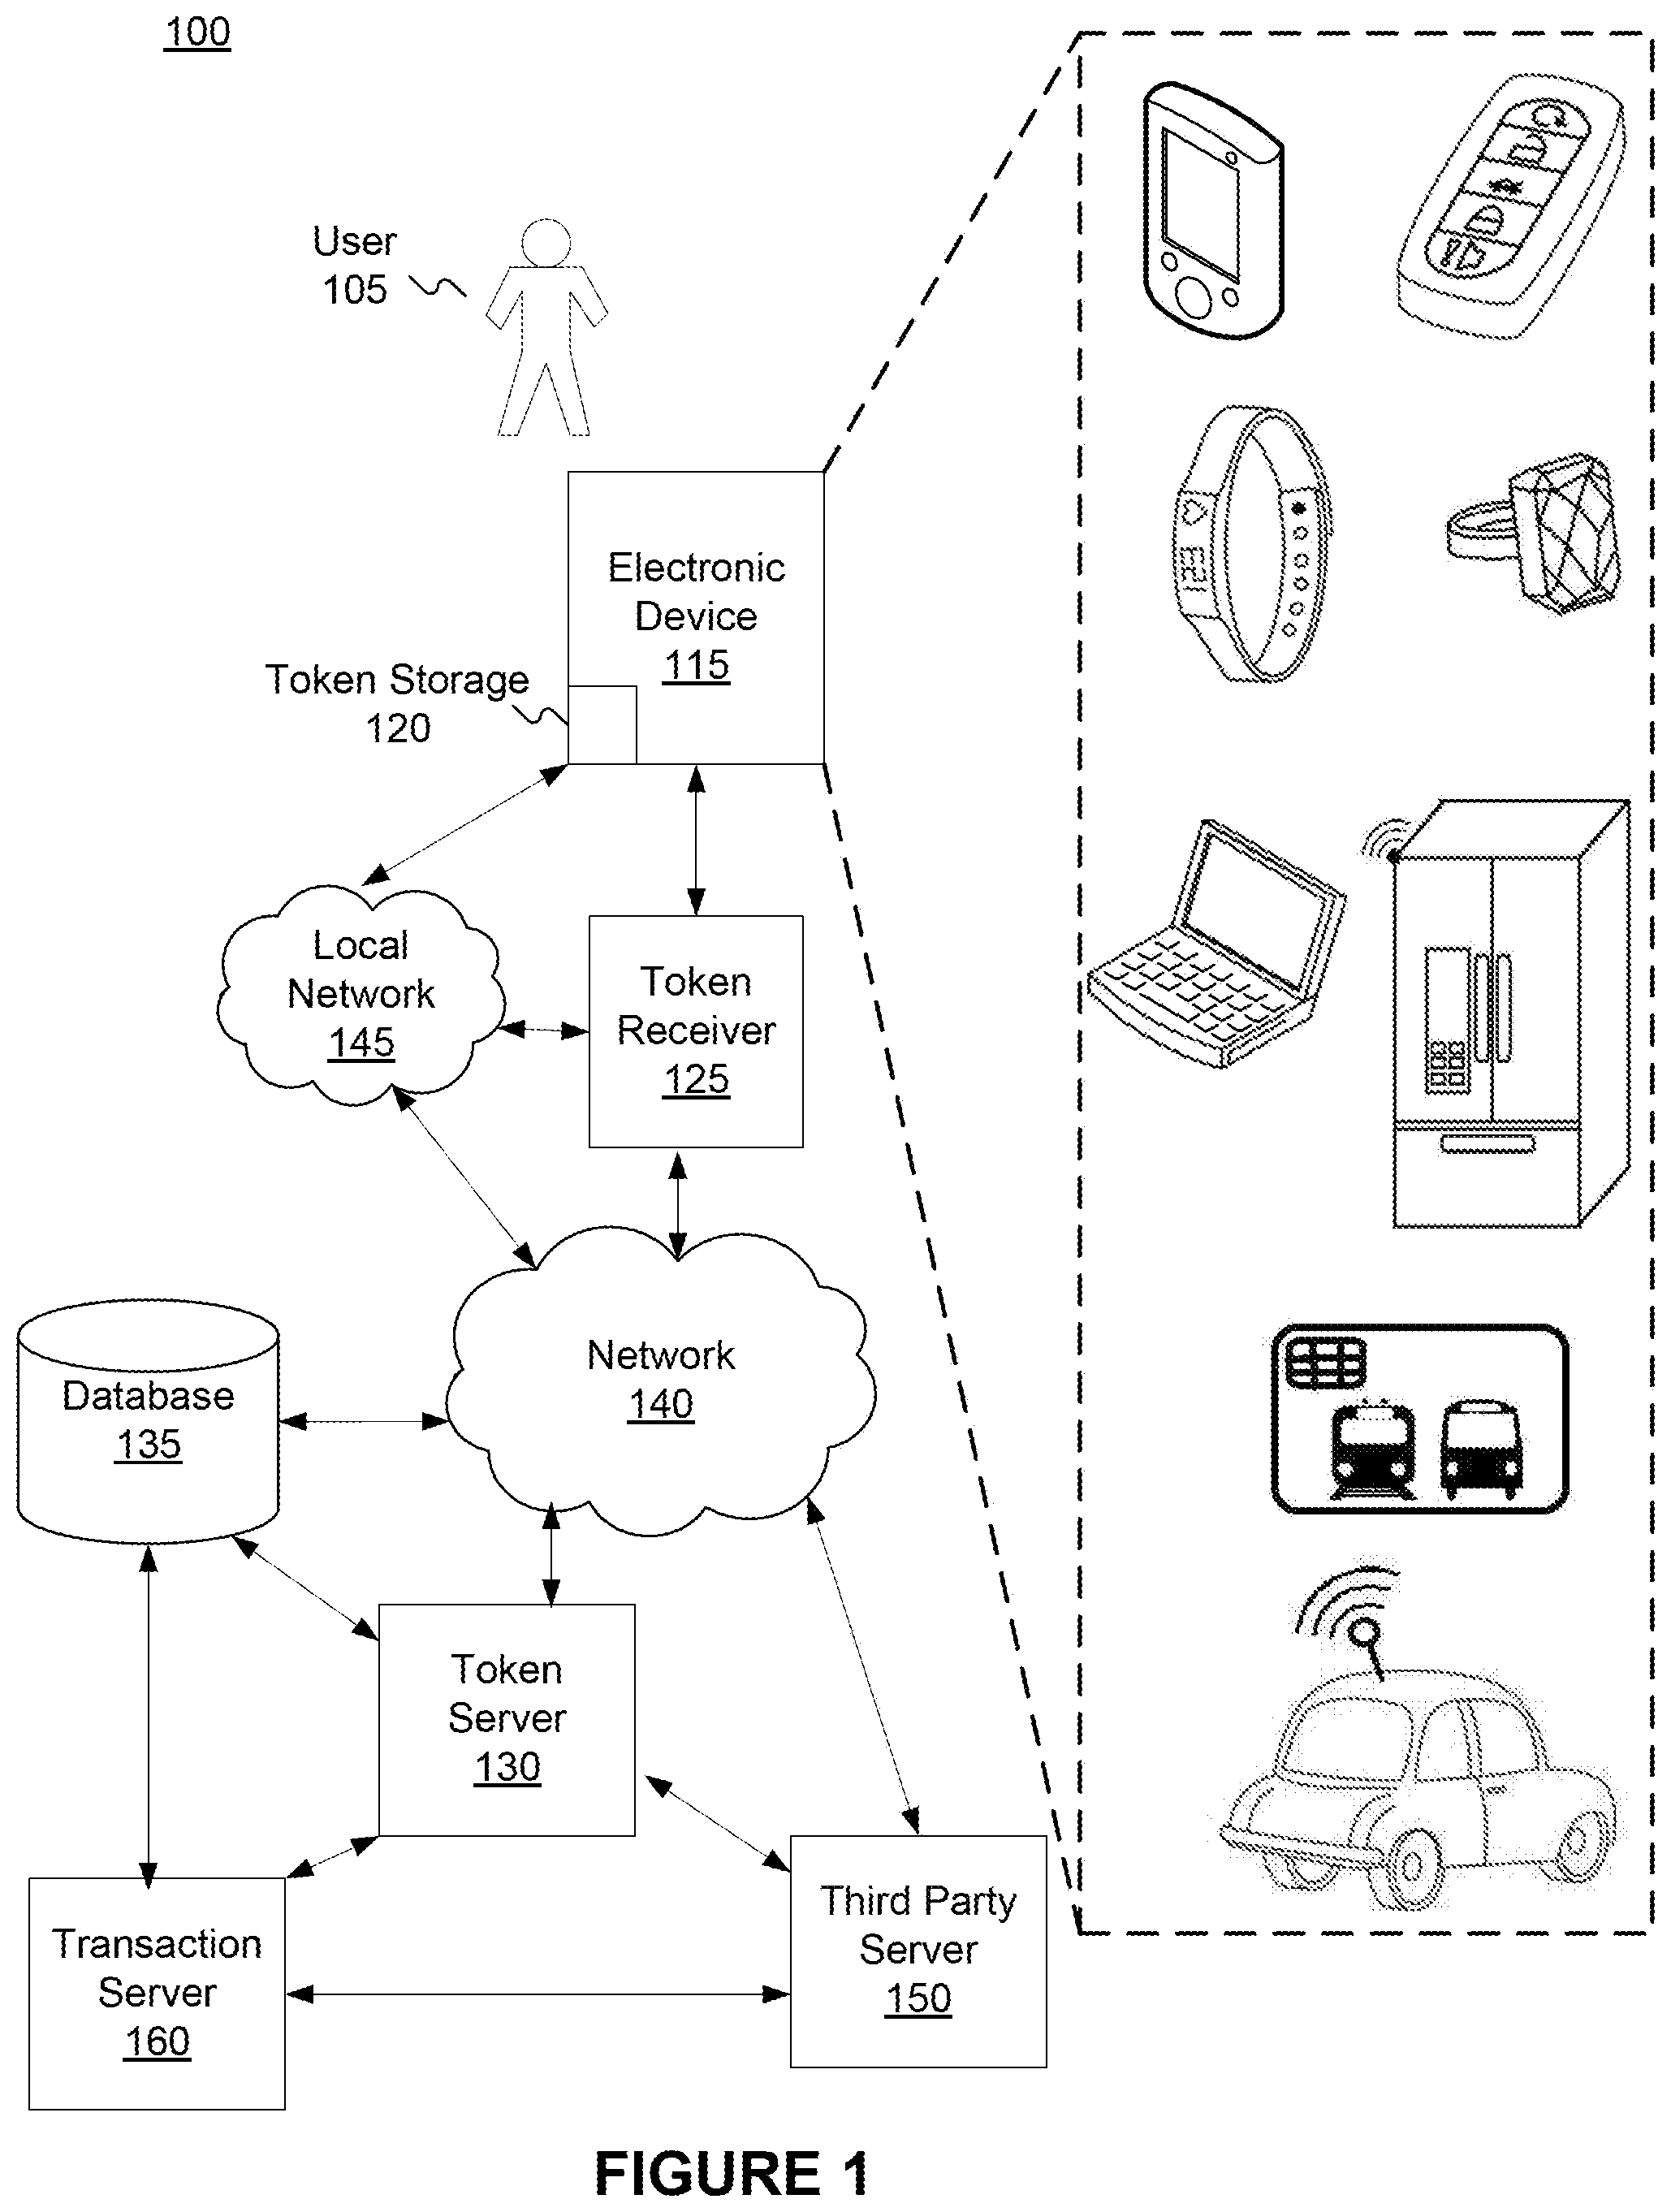 100
User
105
Electronic
Device
115
Token Storage
120
Local
Network
145
Token
Receiver
125
Network
140
Database
135
Token
Server
130
Third Party
Server
150
Transaction
Server
160
FIGURE 1